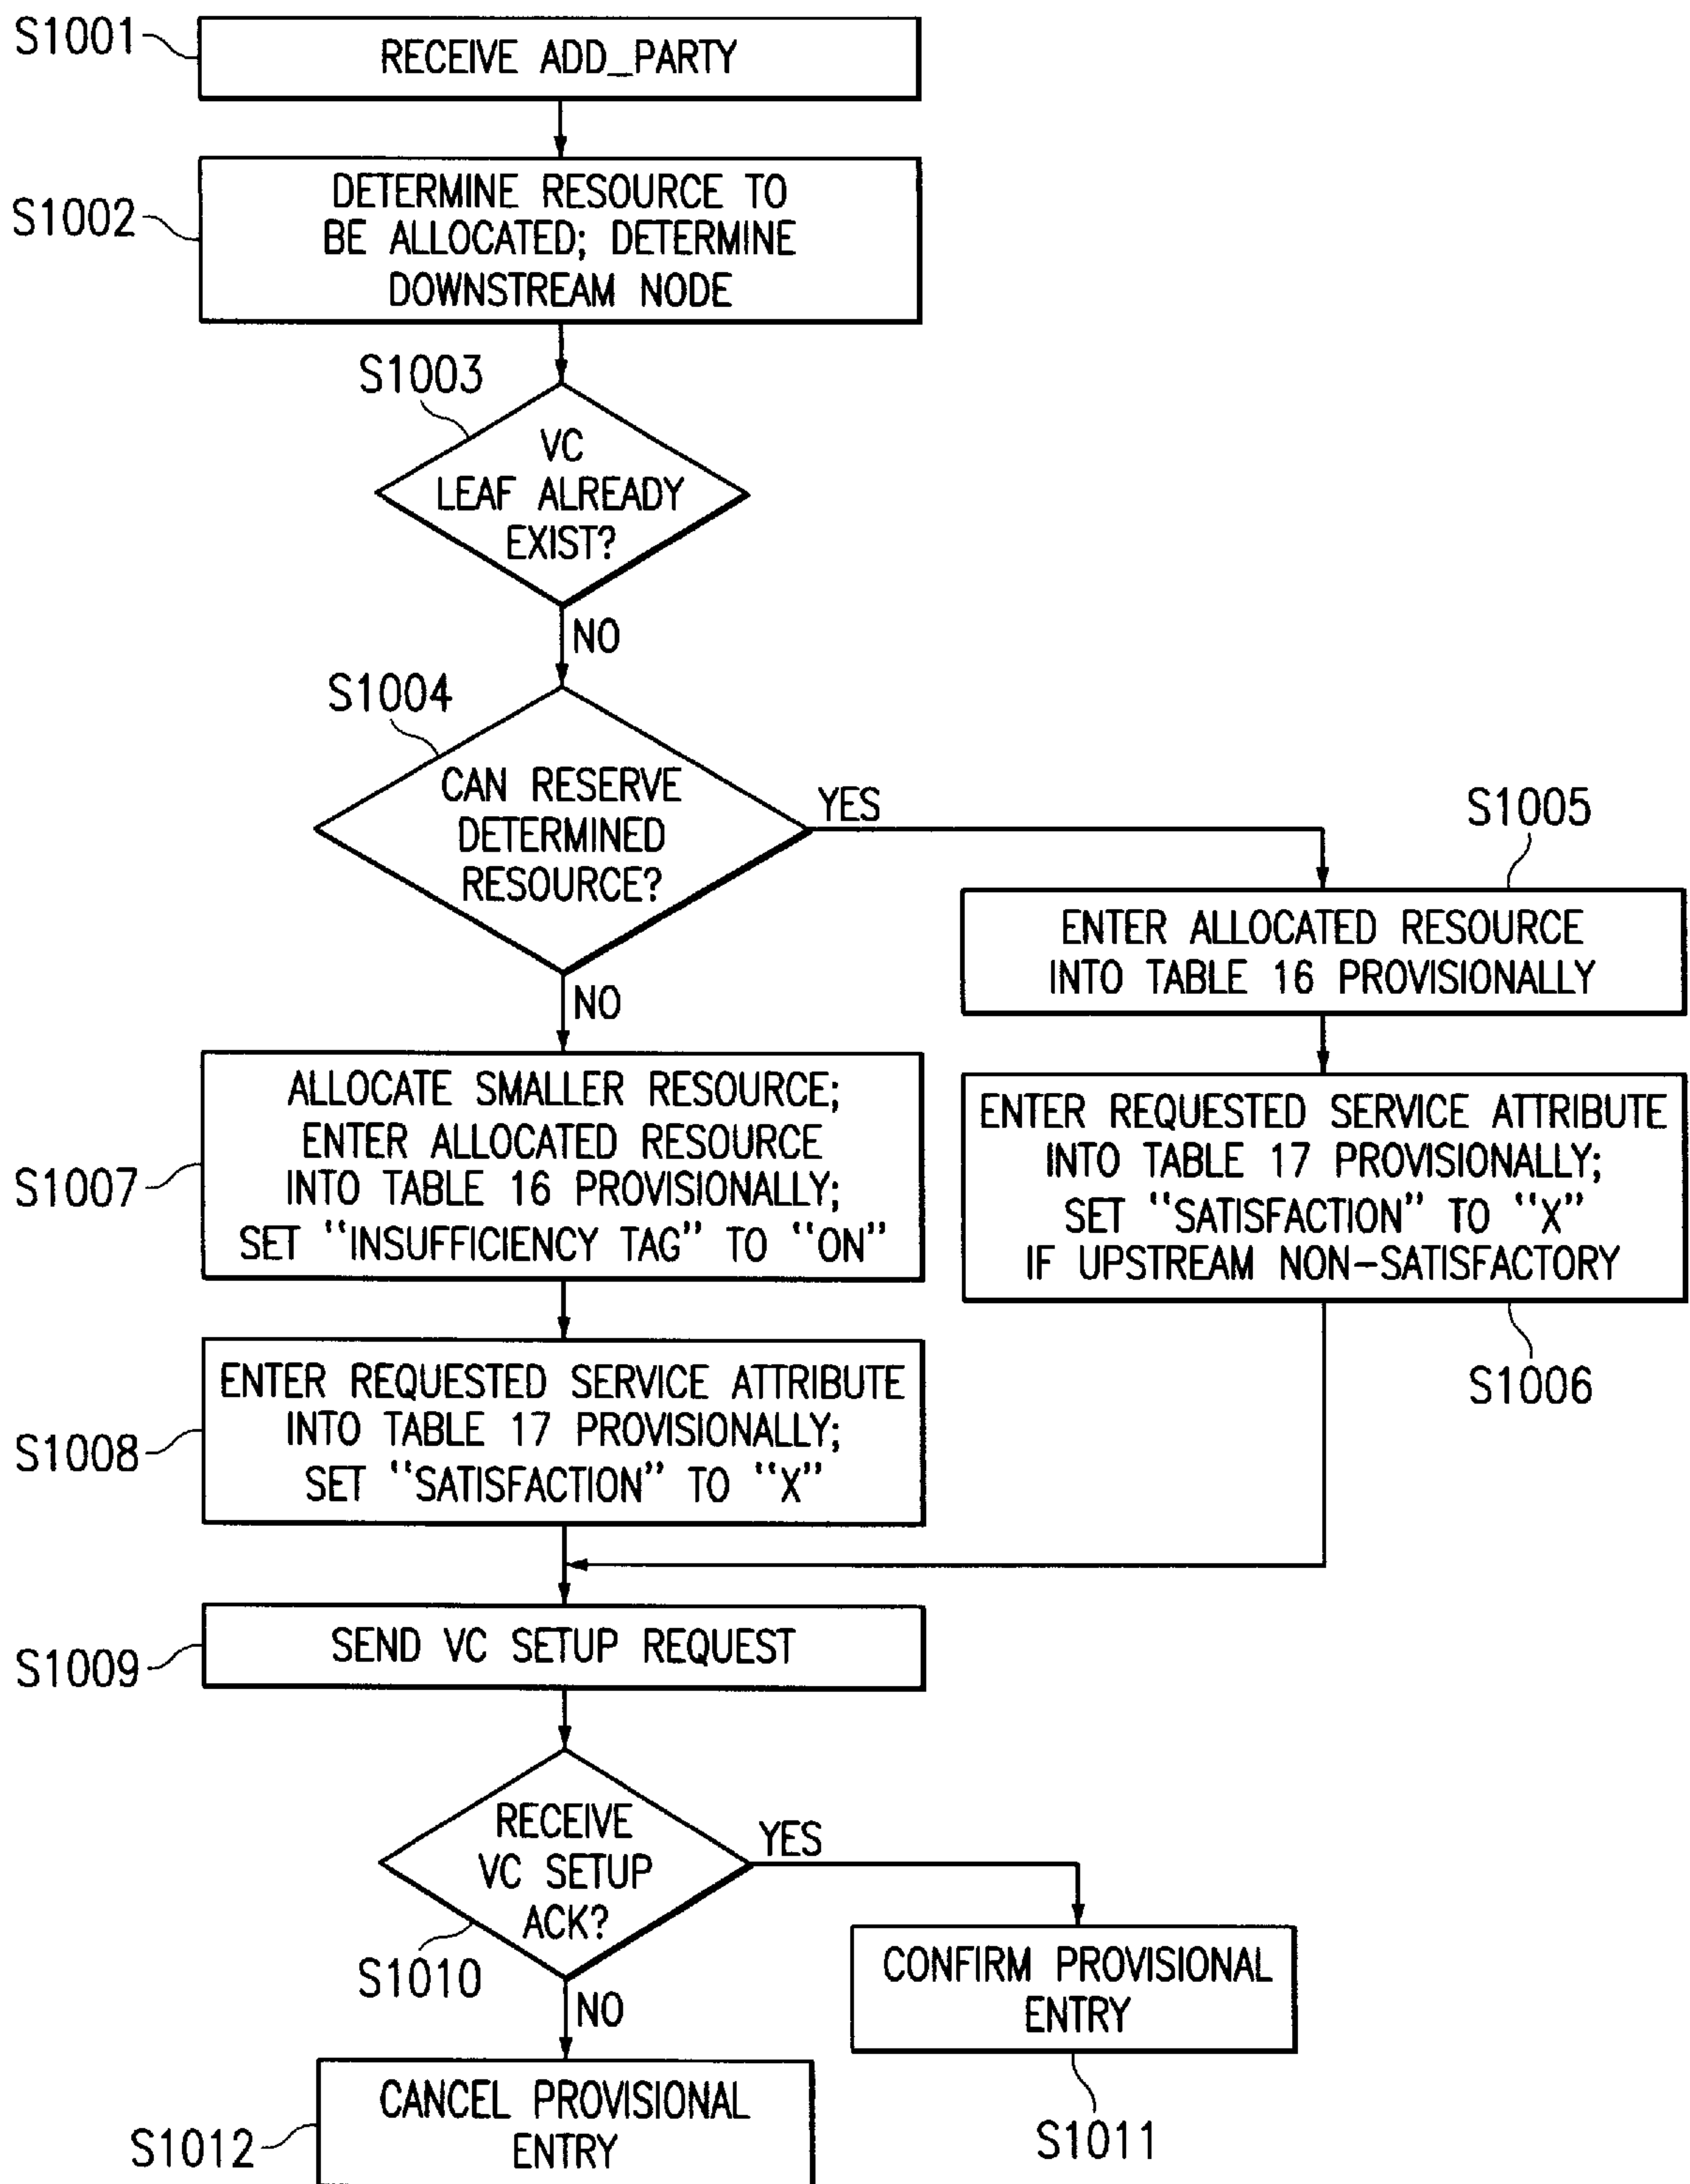 S1001
RECEIVE ADD_PARTY
S1002
DETERMINE RESOURCE TO
BE ALLOCATED; DETERMINE
DOWNSTREAM NODE
S1003
VC
LEAF ALREADY
EXIST?
NO
S1004
CAN RESERVE
DETERMINED
RESOURCE?
YES
S1005
ENTER ALLOCATED RESOURCE
INTO TABLE 16 PROVISIONALLY
NO
S1007
ALLOCATE SMALLER RESOURCE;
ENTER ALLOCATED RESOURCE
INTO TABLE 16 PROVISIONALLY;
SET "INSUFFICIENCY TAG" TO "ON"
ENTER REQUESTED SERVICE ATTRIBUTE
INTO TABLE 17 PROVISIONALLY;
SET "SATISFACTION" TO "X"
IF UPSTREAM NON-SATISFACTORY
S1006
S1008
ENTER REQUESTED SERVICE ATTRIBUTE
INTO TABLE 17 PROVISIONALLY;
SET "SATISFACTION" TO "X"
S1009
SEND VC SETUP REQUEST
RECEIVE
VC SETUP
ACK?
S1010
YES
CONFIRM PROVISIONAL
ENTRY
S1011
NO
S1012
CANCEL PROVISIONAL
ENTRY